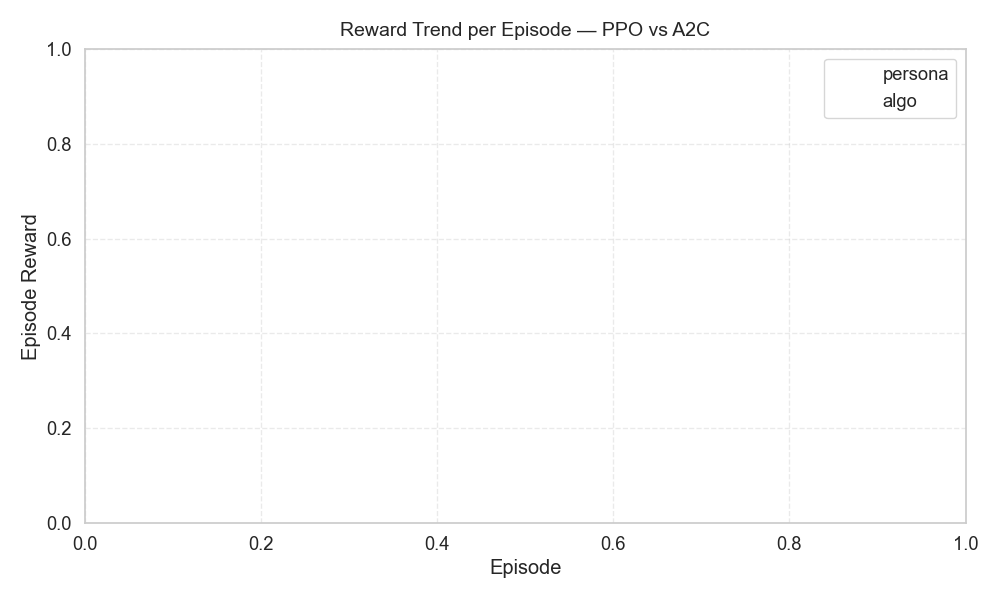 Reward Trend per Episode — PPO vs A2C
persona
algo
1.0
0.8
0.6
0.4
0.2
0.0
Episode Reward
0.0 0.2 0.4 0.6 0.8 1.0
Episode